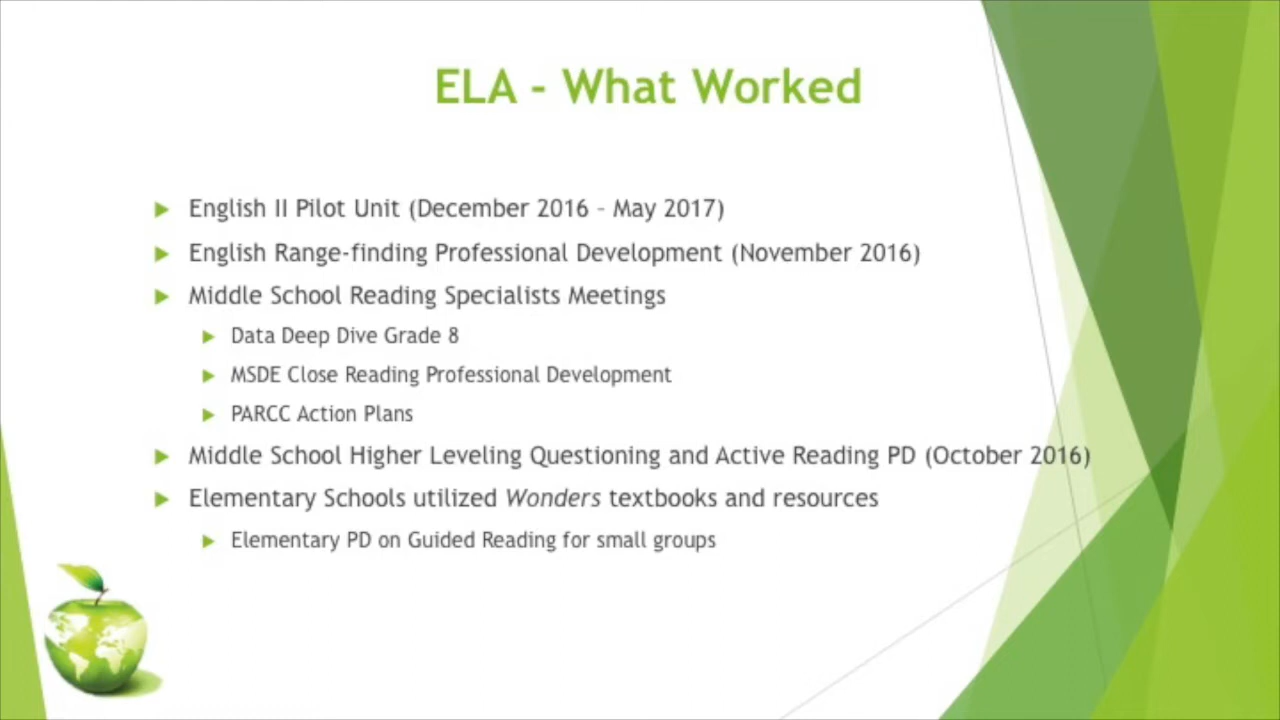 ELA - What Worked
English II Pilot Unit (December 2016 – May 2017)
English Range-finding Professional Development (November 2016)
Middle School Reading Specialists Meetings
Data Deep Dive Grade 8
MSDE Close Reading Professional Development
PARCC Action Plans
Middle School Higher Leveling Questioning and Active Reading PD (October 2016)
Elementary Schools utilized Wonders textbooks and resources
Elementary PD on Guided Reading for small groups